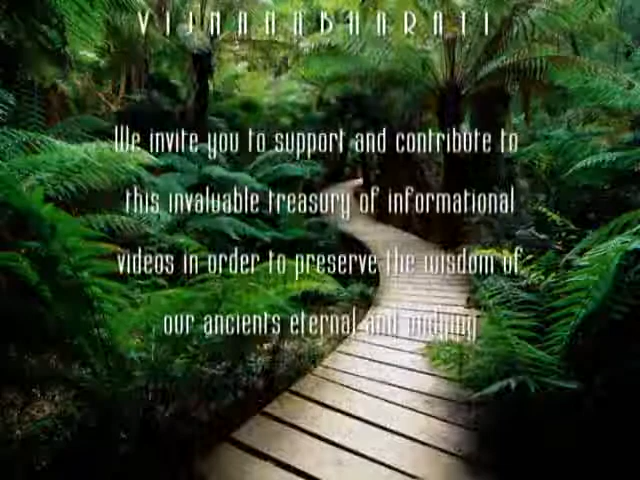 VIJNANABHARATI
We invite you to support and contribute to
this invaluable treasury of informational
videos in order to preserve the wisdom of
our ancients eternal and undying